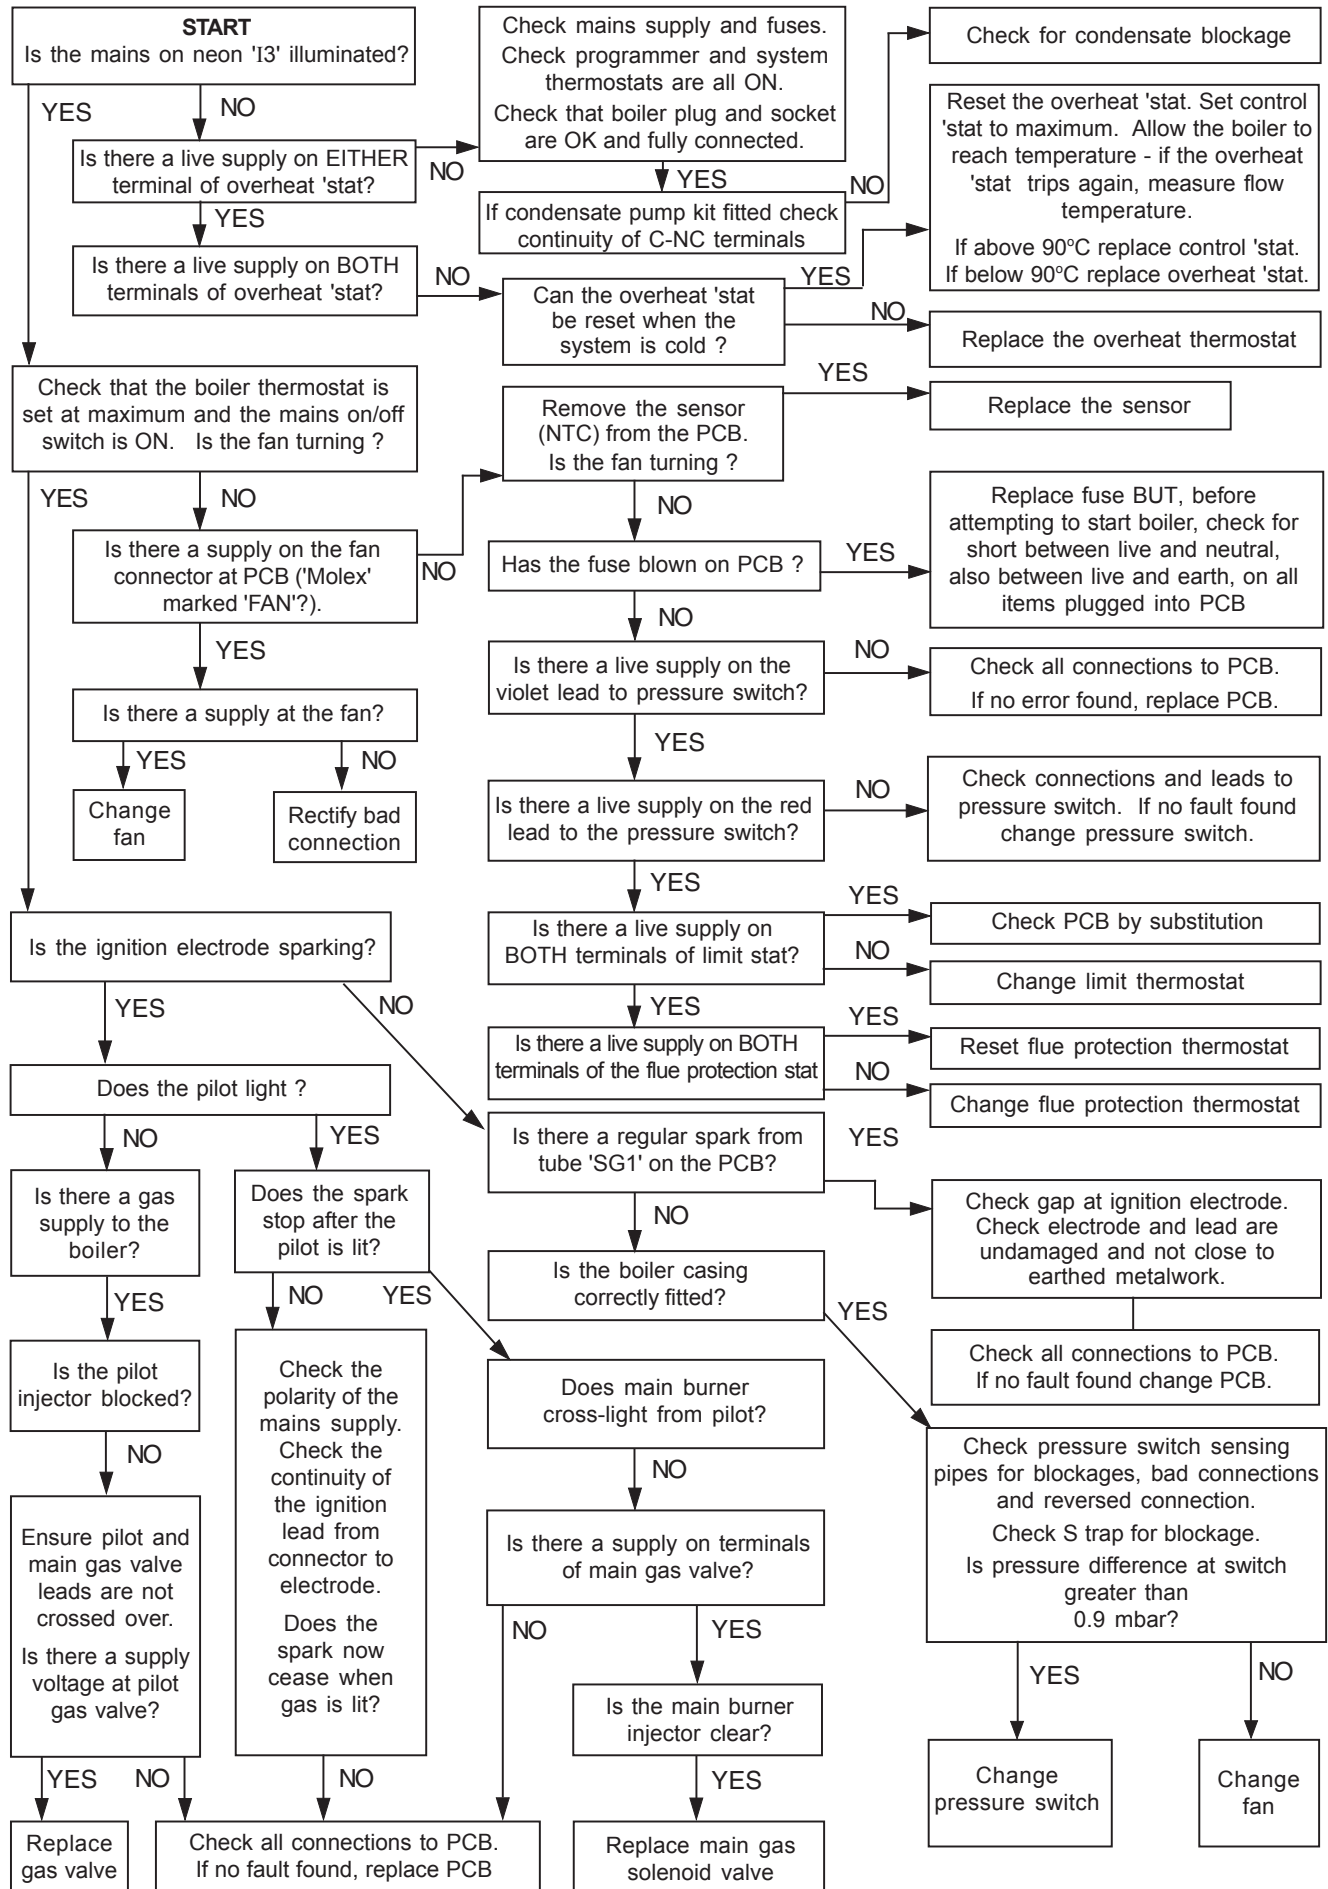 START
Is the mains on neon 'I3' illuminated?
YES
NO
Is there a live supply on EITHER
terminal of overheat 'stat?
NO
YES
Is there a live supply on BOTH
terminals of overheat 'stat?
NO
Check mains supply and fuses.
Check programmer and system
thermostats are all ON.
Check that boiler plug and socket
are OK and fully connected.
YES
If condensate pump kit fitted check
continuity of C-NC terminals
NO
Check for condensate blockage
Can the overheat 'stat
be reset when the
system is cold ?
YES
Reset the overheat 'stat. Set control
'stat to maximum. Allow the boiler to
reach temperature - if the overheat
'stat trips again, measure flow
temperature.
If above 90°C replace control 'stat.
If below 90°C replace overheat 'stat.
NO
Replace the overheat thermostat
Check that the boiler thermostat is
set at maximum and the mains on/off
switch is ON. Is the fan turning ?
YES
NO
Is there a supply on the fan
connector at PCB ('Molex'
marked 'FAN'?).
NO
YES
Is there a supply at the fan?
YES
NO
Change
fan
Rectify bad
connection
Remove the sensor
(NTC) from the PCB.
Is the fan turning ?
YES
Replace the sensor
NO
Has the fuse blown on PCB ?
YES
Replace fuse BUT, before
attempting to start boiler, check for
short between live and neutral,
also between live and earth, on all
items plugged into PCB
NO
Is there a live supply on the
violet lead to pressure switch?
NO
Check all connections to PCB.
If no error found, replace PCB.
YES
Is there a live supply on the red
lead to the pressure switch?
NO
Check connections and leads to
pressure switch. If no fault found
change pressure switch.
YES
Is there a live supply on
BOTH terminals of limit stat?
YES
Check PCB by substitution
NO
Change limit thermostat
YES
Is there a live supply on BOTH
terminals of the flue protection stat
YES
Reset flue protection thermostat
NO
Change flue protection thermostat
Is the ignition electrode sparking?
YES
NO
Does the pilot light ?
NO
YES
Is there a gas
supply to the
boiler?
YES
Is the pilot
injector blocked?
NO
Ensure pilot and
main gas valve
leads are not
crossed over.
Is there a supply
voltage at pilot
gas valve?
YES
NO
Replace
gas valve
Does the spark
stop after the
pilot is lit?
NO
YES
Check the
polarity of the
mains supply.
Check the
continuity of
the ignition
lead from
connector to
electrode.
Does the
spark now
cease when
gas is lit?
NO
Check all connections to PCB.
If no fault found, replace PCB
Is there a regular spark from
tube 'SG1' on the PCB?
YES
Check gap at ignition electrode.
Check electrode and lead are
undamaged and not close to
earthed metalwork.
Check all connections to PCB.
If no fault found change PCB.
NO
Is the boiler casing
correctly fitted?
YES
Does main burner
cross-light from pilot?
NO
Is there a supply on terminals
of main gas valve?
NO
YES
Is the main burner
injector clear?
YES
Replace main gas
solenoid valve
Check pressure switch sensing
pipes for blockages, bad connections
and reversed connection.
Check S trap for blockage.
Is pressure difference at switch
greater than
0.9 mbar?
YES
NO
Change
pressure switch
Change
fan